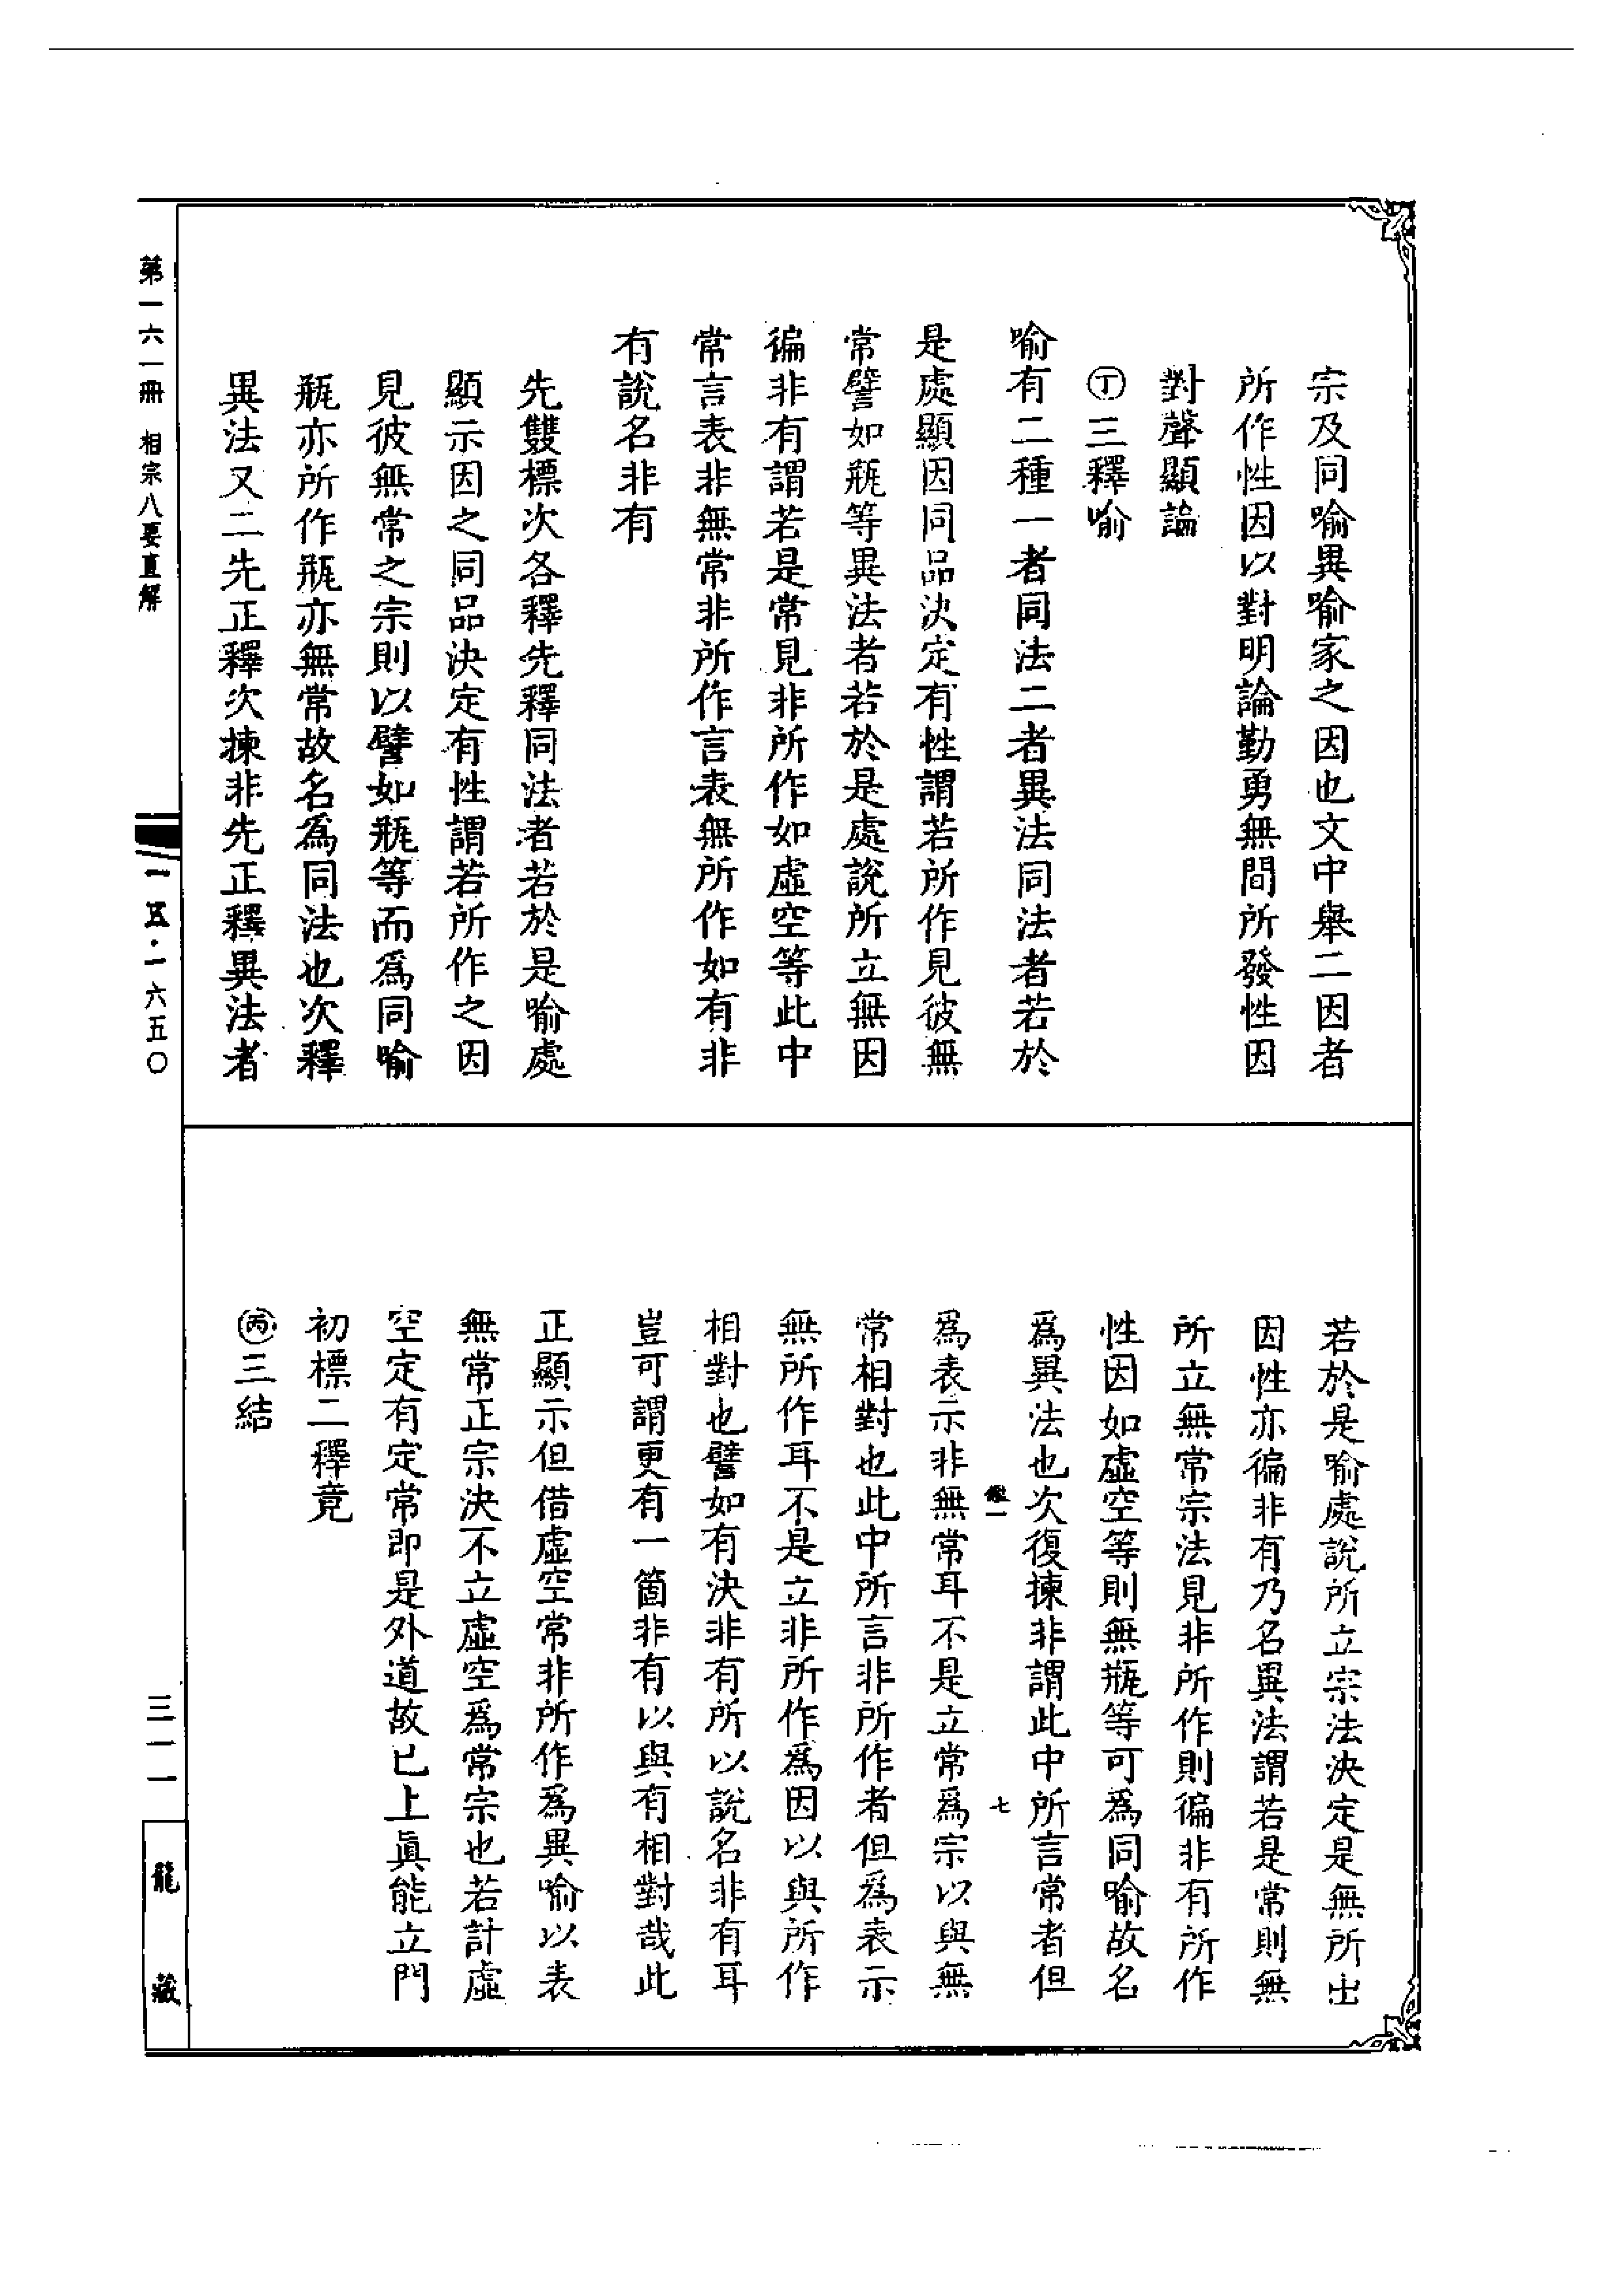 宗及同喻異喻家之因也文中舉二因者
所作性因以對明論勤勇無間所發性因
對聲顯論
㊀三釋喻
喻有二種一者同法二者異法同法者若於
是處顯因同品決定有性謂若所作見彼無
常譬如瓶等異法者若於是處說所立無因
徧非有謂若是常見非所作如虛空等此中
常言表非無常非所作言表無所作如有非
有說名非有
先雙標次各釋先釋同法者若於是喻處
顯示因之同品決定有性謂若所作之因
見彼無常之宗則以譬如瓶等而為同喻
瓶亦所作瓶亦無常故名為同法也次釋
異法又二先正釋次揀非先正釋異法者
若於是喻處說所立宗法決定是無所出
因性亦徧非有乃名異法謂若是常則無
所立無常宗法見非所作則徧非有所作
性因如虛空等則無瓶等可為同喻故名
為異法也次復揀非謂此中所言常者但
鑑一 七
為表示非無常耳不是立常為宗以與無
常相對也此中所言非所作者但為表示
無所作耳不是立非所作為因以與所作
相對也譬如有決非有所以說名非有耳
豈可謂更有一箇非有以與有相對哉此
正顯示但借虛空常非所作為異喻以表
無常正宗決不立虛空為常宗也若計虛
空定有定常即是外道故已上眞能立門
初標二釋竟
㊅三結
第一六一冊 相宗八要直解
一五·一六五〇
三一一
龍藏